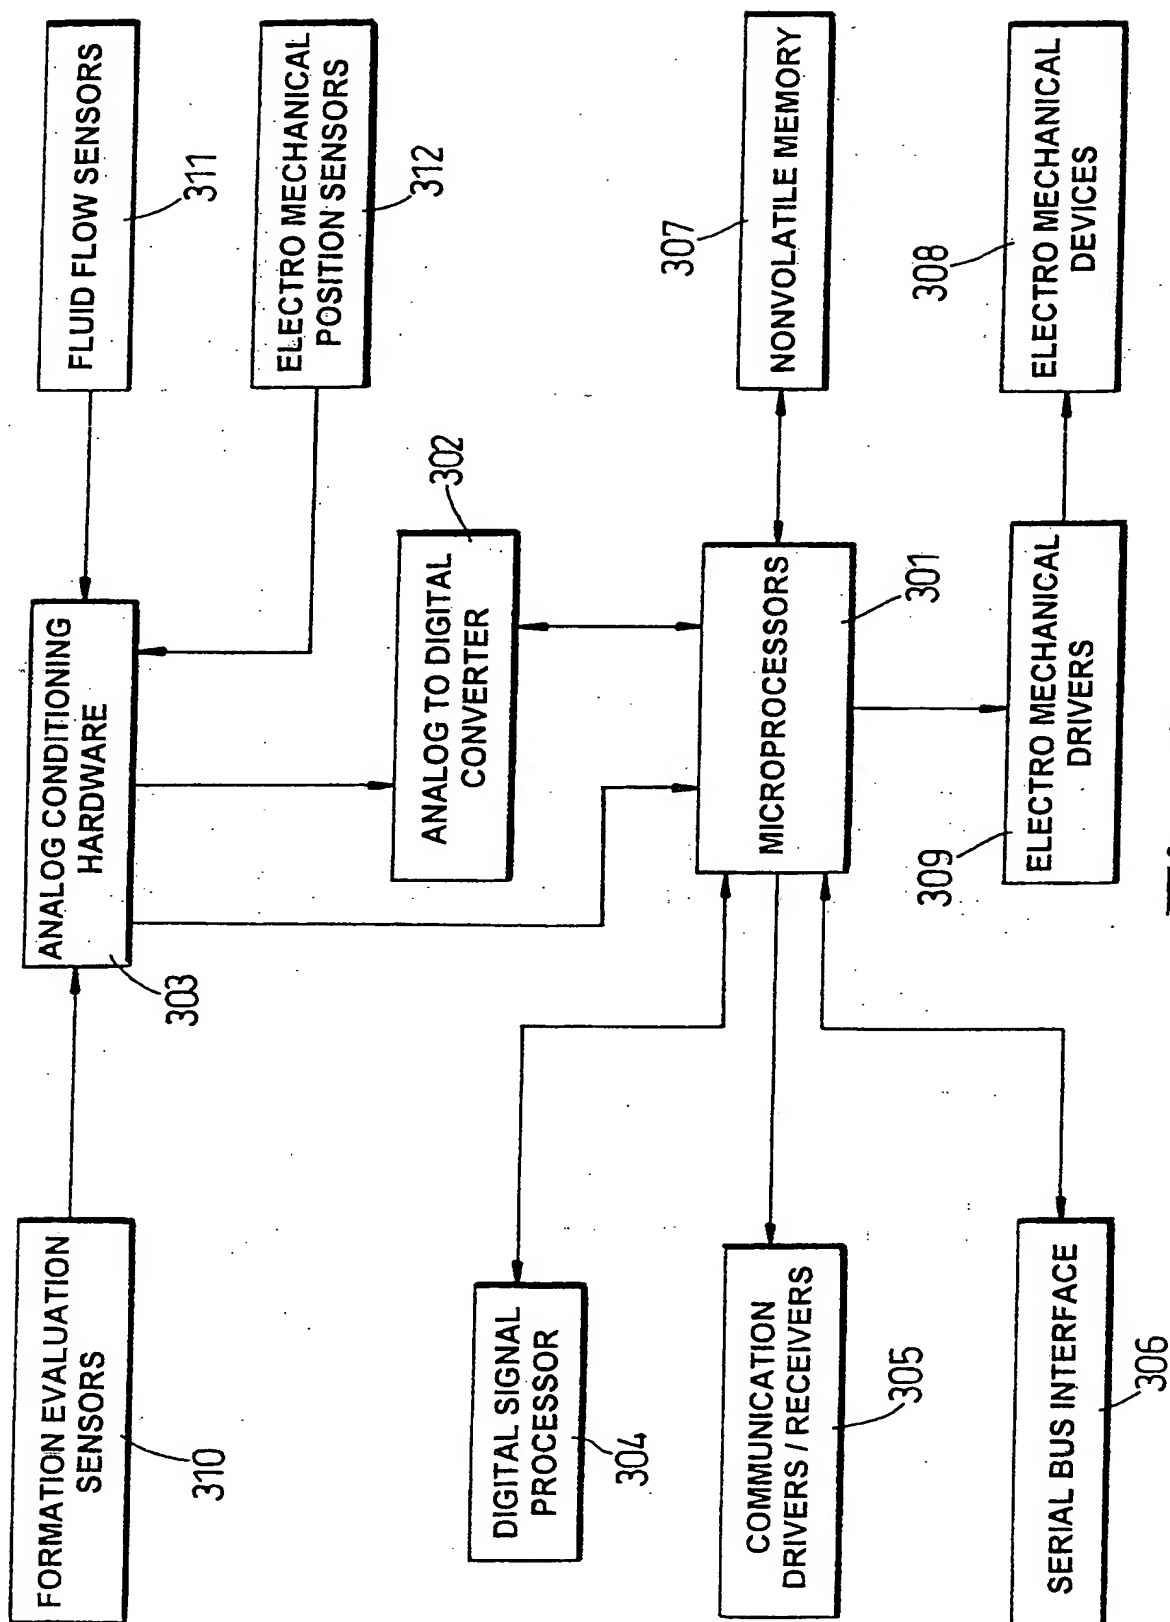 FORMATION EVALUATION
SENSORS
310
ANALOG CONDITIONING
HARDWARE
303
FLUID FLOW SENSORS
311
ELECTRO MECHANICAL
POSITION SENSORS
312
ANALOG TO DIGITAL
CONVERTER
302
DIGITAL SIGNAL
PROCESSOR
304
MICROPROCESSORS
301
NONVOLATILE MEMORY
307
COMMUNICATION
DRIVERS / RECEIVERS
305
SERIAL BUS INTERFACE
306
ELECTRO MECHANICAL
DRIVERS
309
ELECTRO MECHANICAL
DEVICES
308